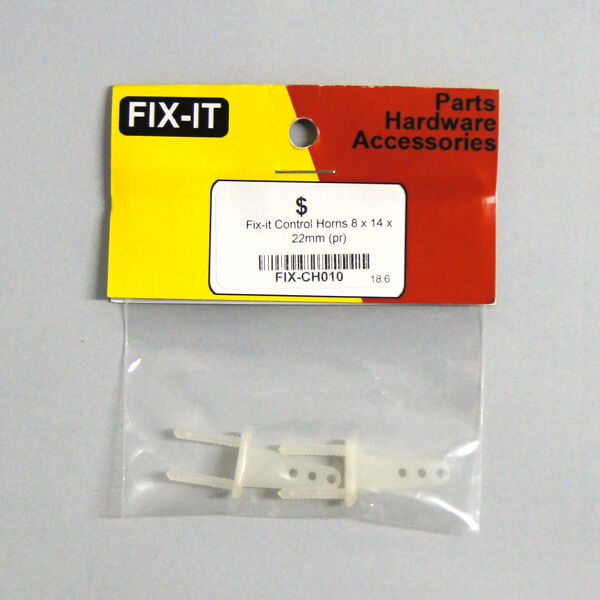 FIX-IT
Parts
Hardware
Accessories
$
Fix-it Control Horns 8 x 14 x
22mm (pr)
FIX-CH010
18.6